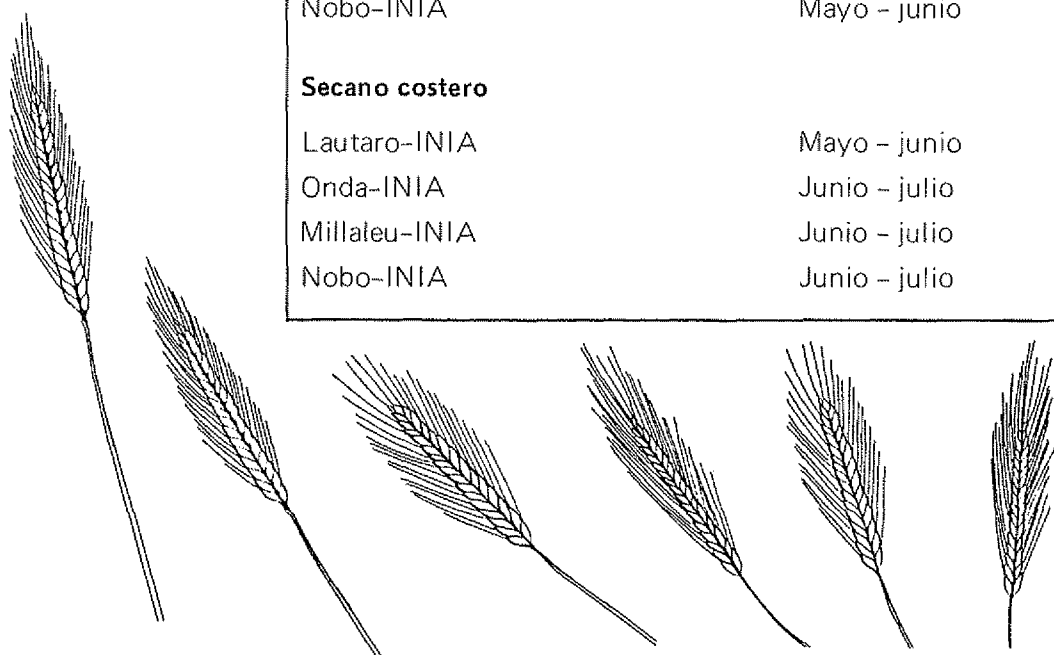 Nobo-INIA Mayo – junio
Secano costero
Lautaro-INIA Mayo – junio
Onda-INIA Junio – julio
Millaleu-INIA Junio – julio
Nobo-INIA Junio – julio